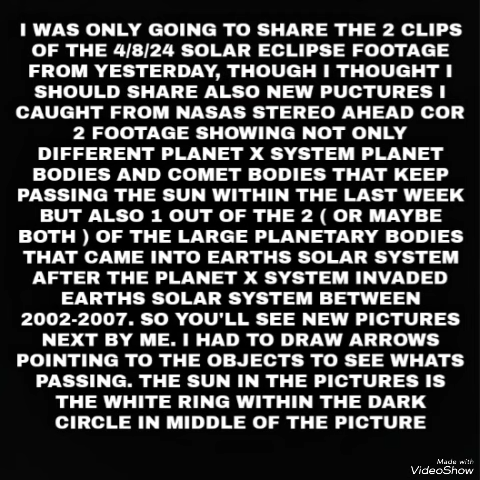 I WAS ONLY GOING TO SHARE THE 2 CLIPS
OF THE 4/8/24 SOLAR ECLIPSE FOOTAGE
FROM YESTERDAY, THOUGH I THOUGHT I
SHOULD SHARE ALSO NEW PUCTURES I
CAUGHT FROM NASAS STEREO AHEAD COR
2 FOOTAGE SHOWING NOT ONLY
DIFFERENT PLANET X SYSTEM PLANET
BODIES AND COMET BODIES THAT KEEP
PASSING THE SUN WITHIN THE LAST WEEK
BUT ALSO 1 OUT OF THE 2 ( OR MAYBE
BOTH ) OF THE LARGE PLANETARY BODIES
THAT CAME INTO EARTHS SOLAR SYSTEM
AFTER THE PLANET X SYSTEM INVADED
EARTHS SOLAR SYSTEM BETWEEN
2002-2007. SO YOU'LL SEE NEW PICTURES
NEXT BY ME. I HAD TO DRAW ARROWS
POINTING TO THE OBJECTS TO SEE WHATS
PASSING. THE SUN IN THE PICTURES IS
THE WHITE RING WITHIN THE DARK
CIRCLE IN MIDDLE OF THE PICTURE
Made with
VideoShow